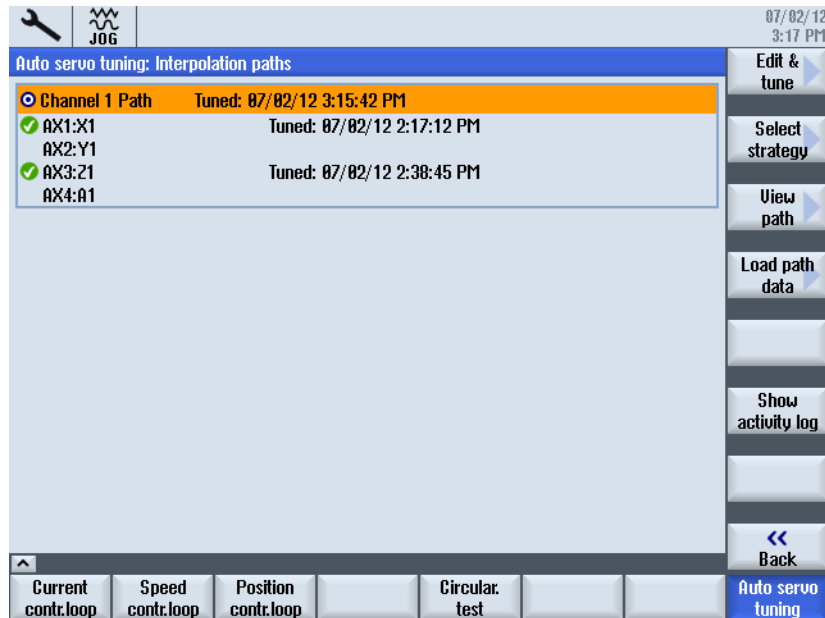 07/02/12
3:17 PM
JOG
Auto servo tuning: Interpolation paths
Channel 1 Path Tuned: 07/02/12 3:15:42 PM
AX1:X1 Tuned: 07/02/12 2:17:12 PM
AX2:Y1
AX3:Z1 Tuned: 07/02/12 2:38:45 PM
AX4:A1
Edit &
tune
Select
strategy
View
path
Load path
data
Show
activity log
«
Back
Current
contr.loop
Speed
contr.loop
Position
contr.loop
Circular.
test
Auto servo
tuning